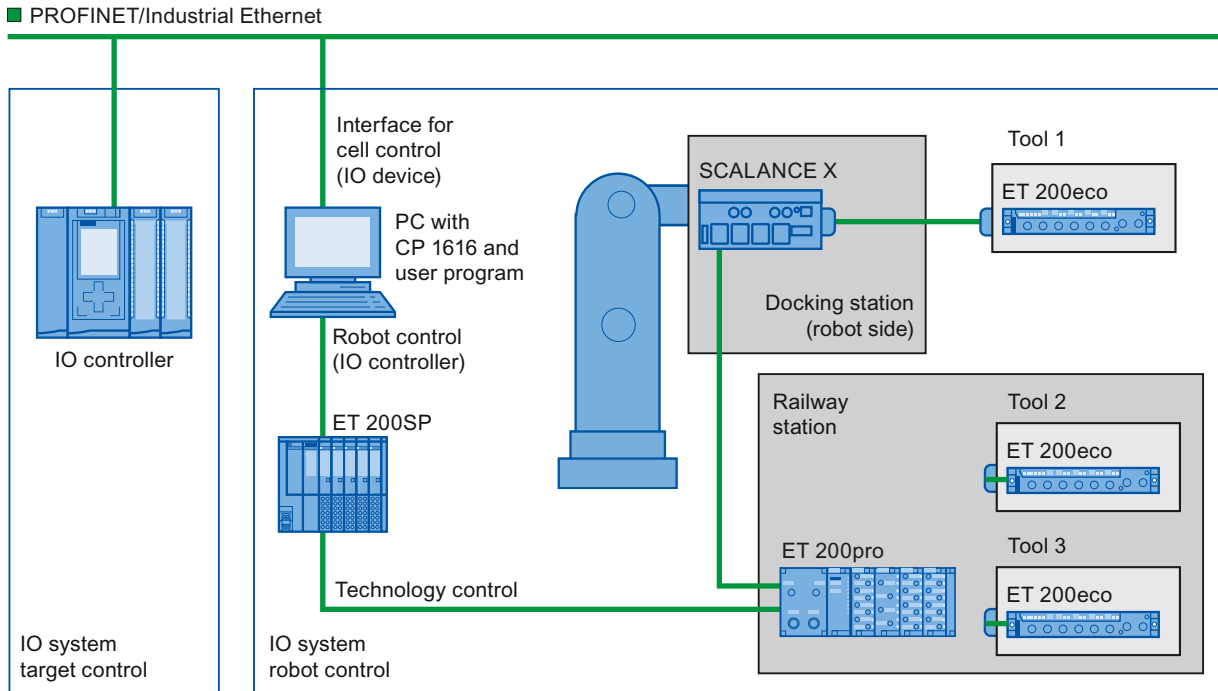 PROFINET/Industrial Ethernet
Interface for
cell control
(IO device)
PC with
CP 1616 and
user program
Robot control
(IO controller)
IO controller
ET 200SP
Technology control
IO system
target control
IO system
robot control
SCALANCE X
Docking station
(robot side)
Tool 1
ET 200eco
Railway
station
Tool 2
ET 200eco
ET 200pro
Tool 3
ET 200eco